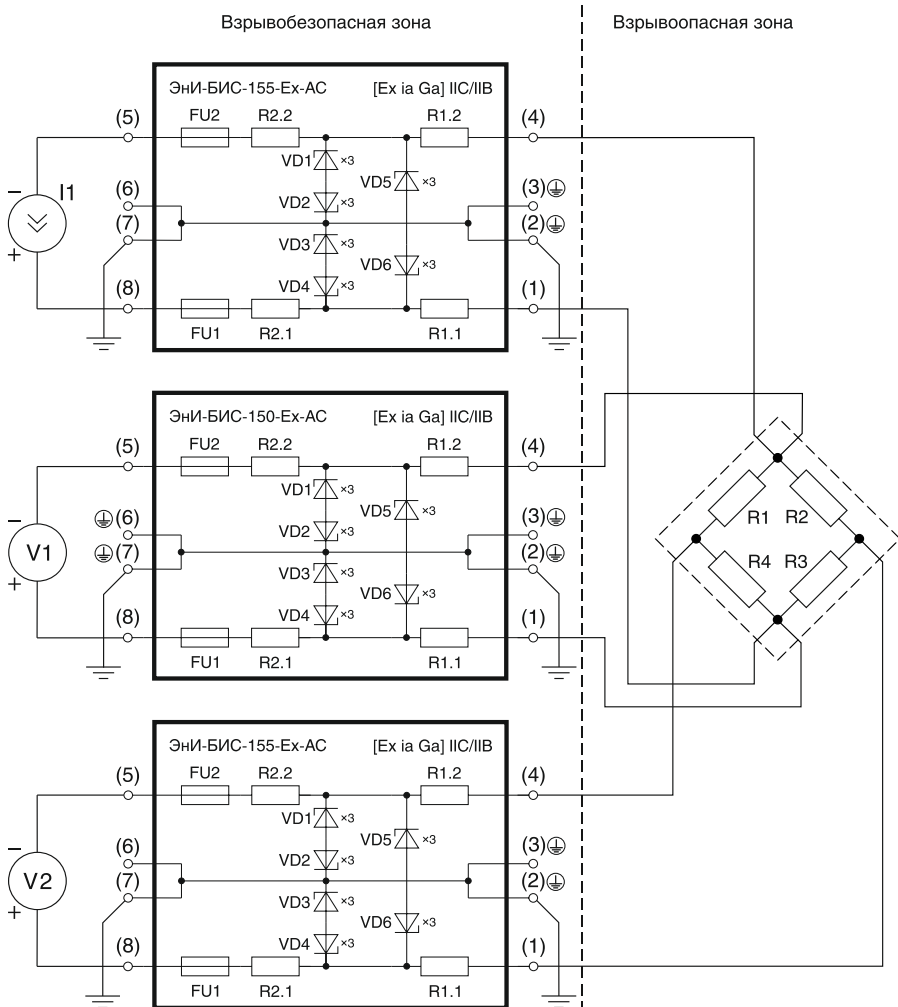 Взрывобезопасная зона
Взрывоопасная зона
ЭнИ-БИС-155-Ex-АС [Ex ia Ga] IIC/IIB
(5) FU2 R2.2 R1.2 (4)
VD1 ×3
VD5 ×3
(6) VD2 ×3 (3)
I1
−
+
(7) VD3 ×3 (2)
VD6 ×3
VD4 ×3
(8) (1)
FU1 R2.1 R1.1
ЭнИ-БИС-150-Ex-АС [Ex ia Ga] IIC/IIB
(5) FU2 R2.2 R1.2 (4)
VD1 ×3
VD5 ×3
(6) VD2 ×3 (3)
−
V1
+
(7) VD3 ×3 (2)
VD6 ×3
VD4 ×3
(8) (1)
FU1 R2.1 R1.1
R1 R2
R4 R3
ЭнИ-БИС-155-Ex-АС [Ex ia Ga] IIC/IIB
(5) FU2 R2.2 R1.2 (4)
VD1 ×3
VD5 ×3
(6) VD2 ×3 (3)
−
V2
+
(7) VD3 ×3 (2)
VD6 ×3
VD4 ×3
(8) (1)
FU1 R2.1 R1.1